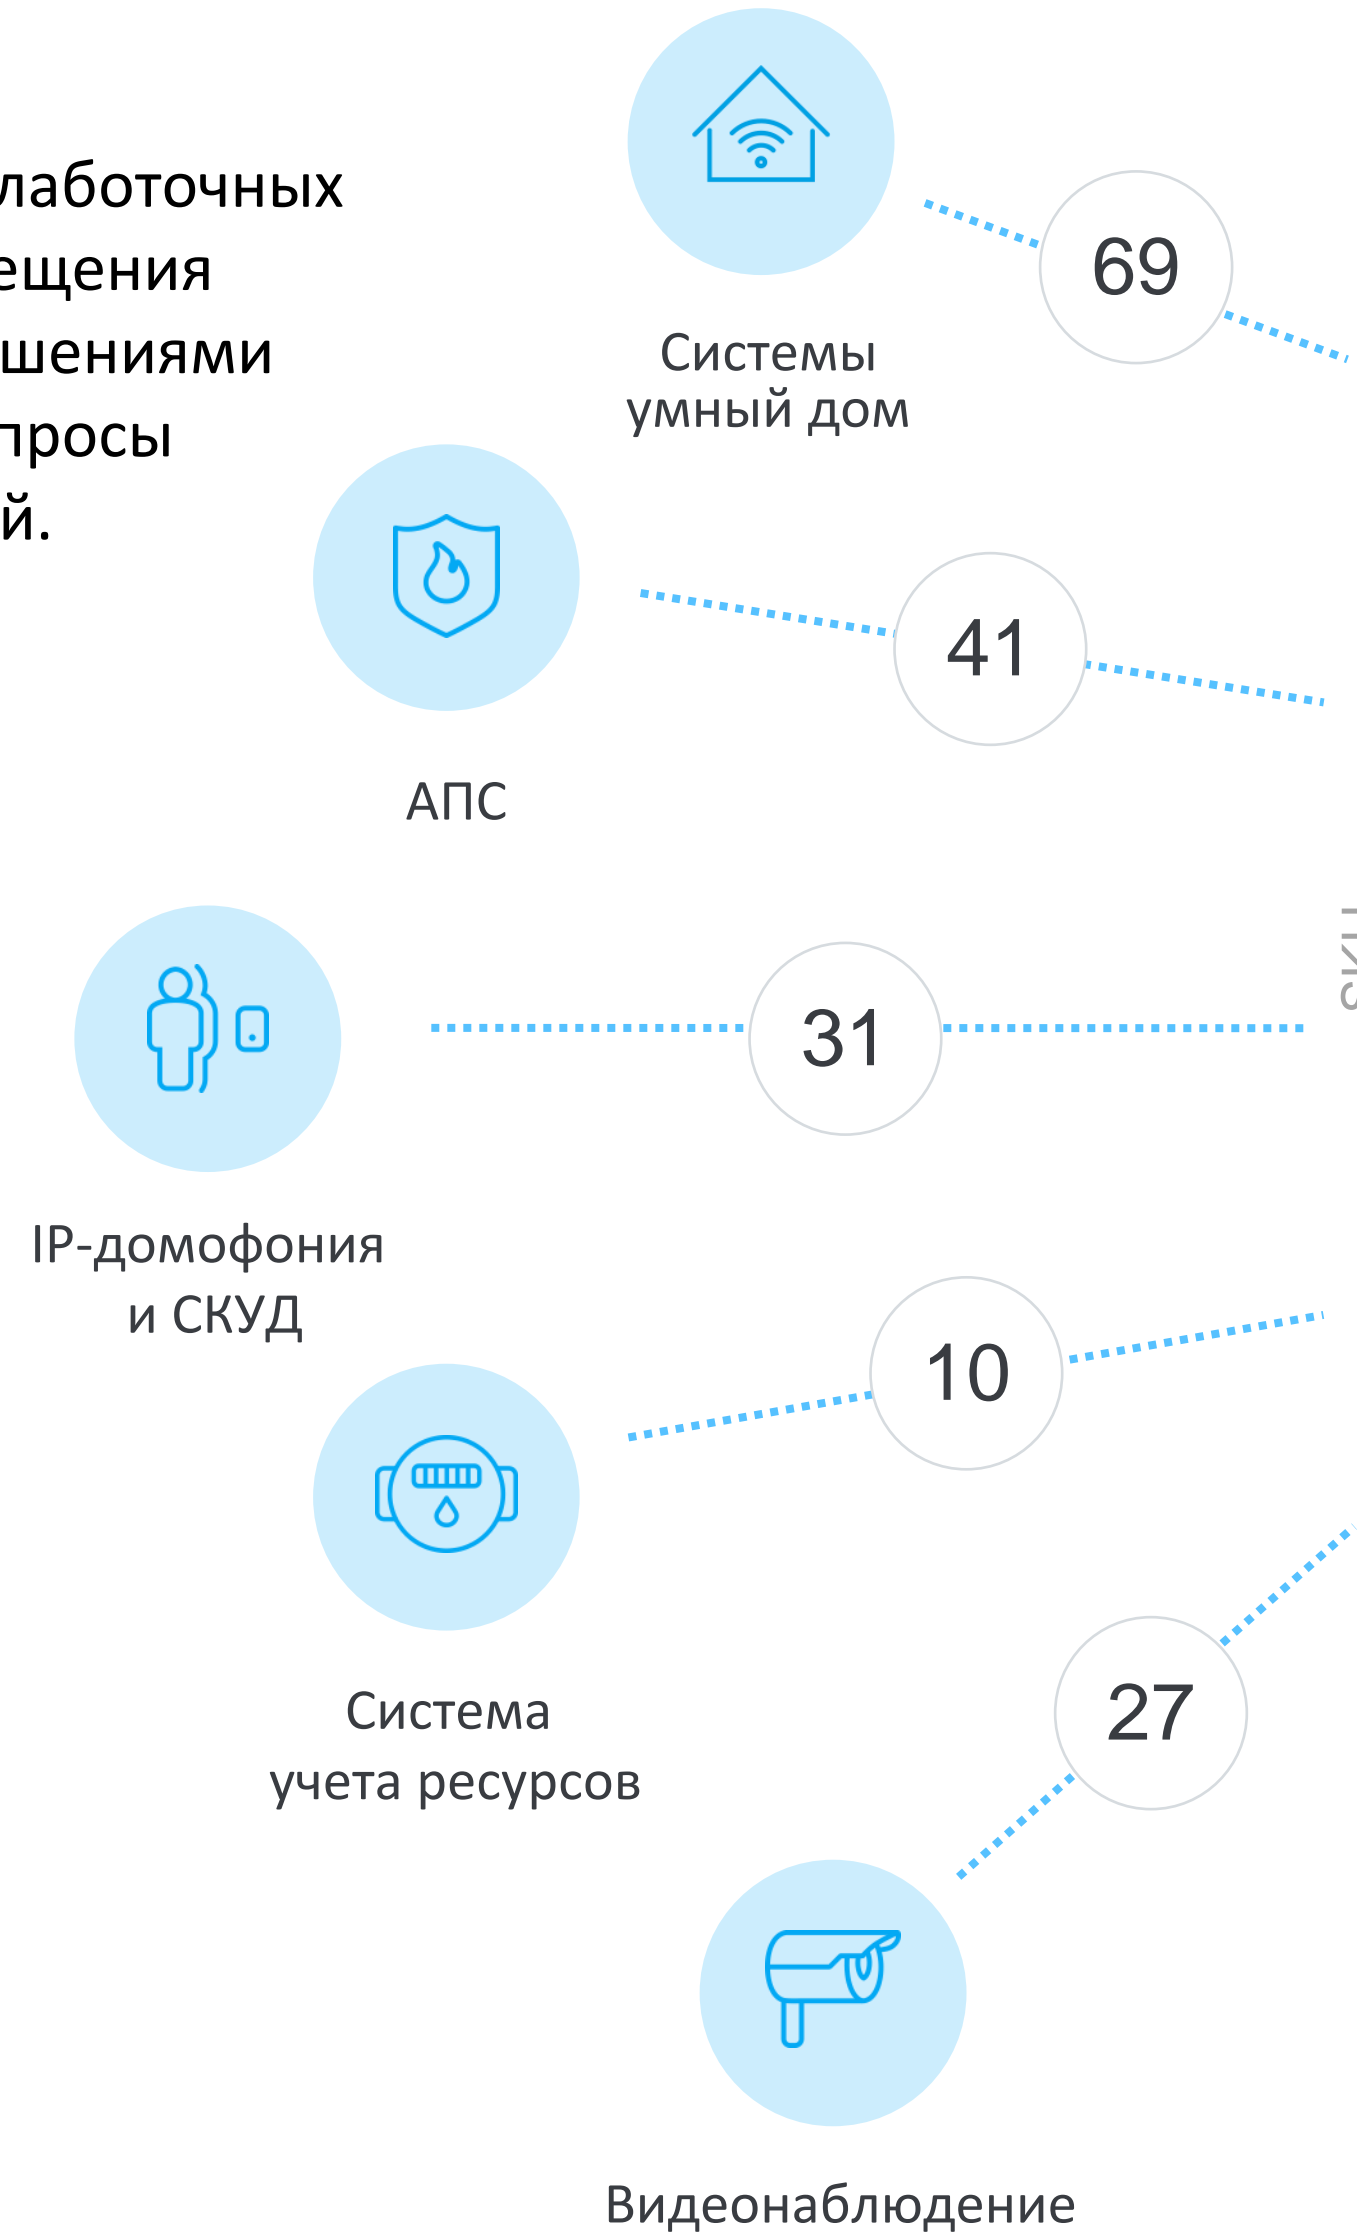 лаботочных
ещения
шениями
просы
й.
Системы
умный дом
69
АПС
41
SKU
IP-домофония
и СКУД
31
Система
учета ресурсов
10
Видеонаблюдение
27